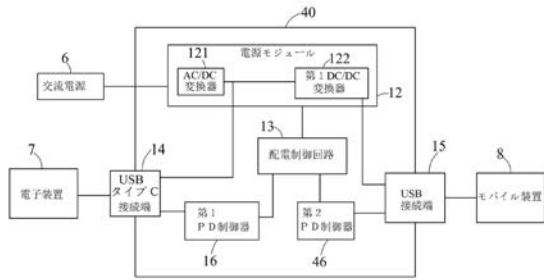 40
電源モジュール
121
122
6
AC/DC
変換器
第1 DC/DC
変換器
交流電源
12
13
7
14
15
8
配電制御回路
電子装置
USB
タイプC
接続端
USB
接続端
モバイル装置
第1
PD制御器
第2
PD制御器
16
46